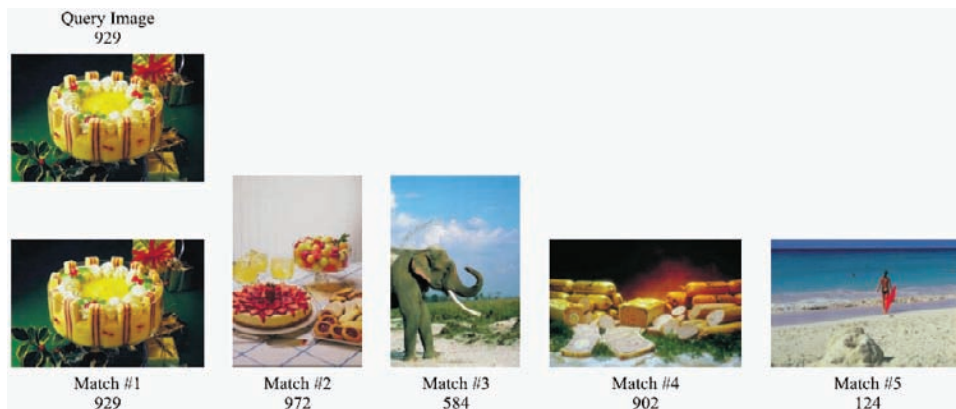 Query Image
929
Match #1
929
Match #2
972
Match #3
584
Match #4
902
Match #5
124